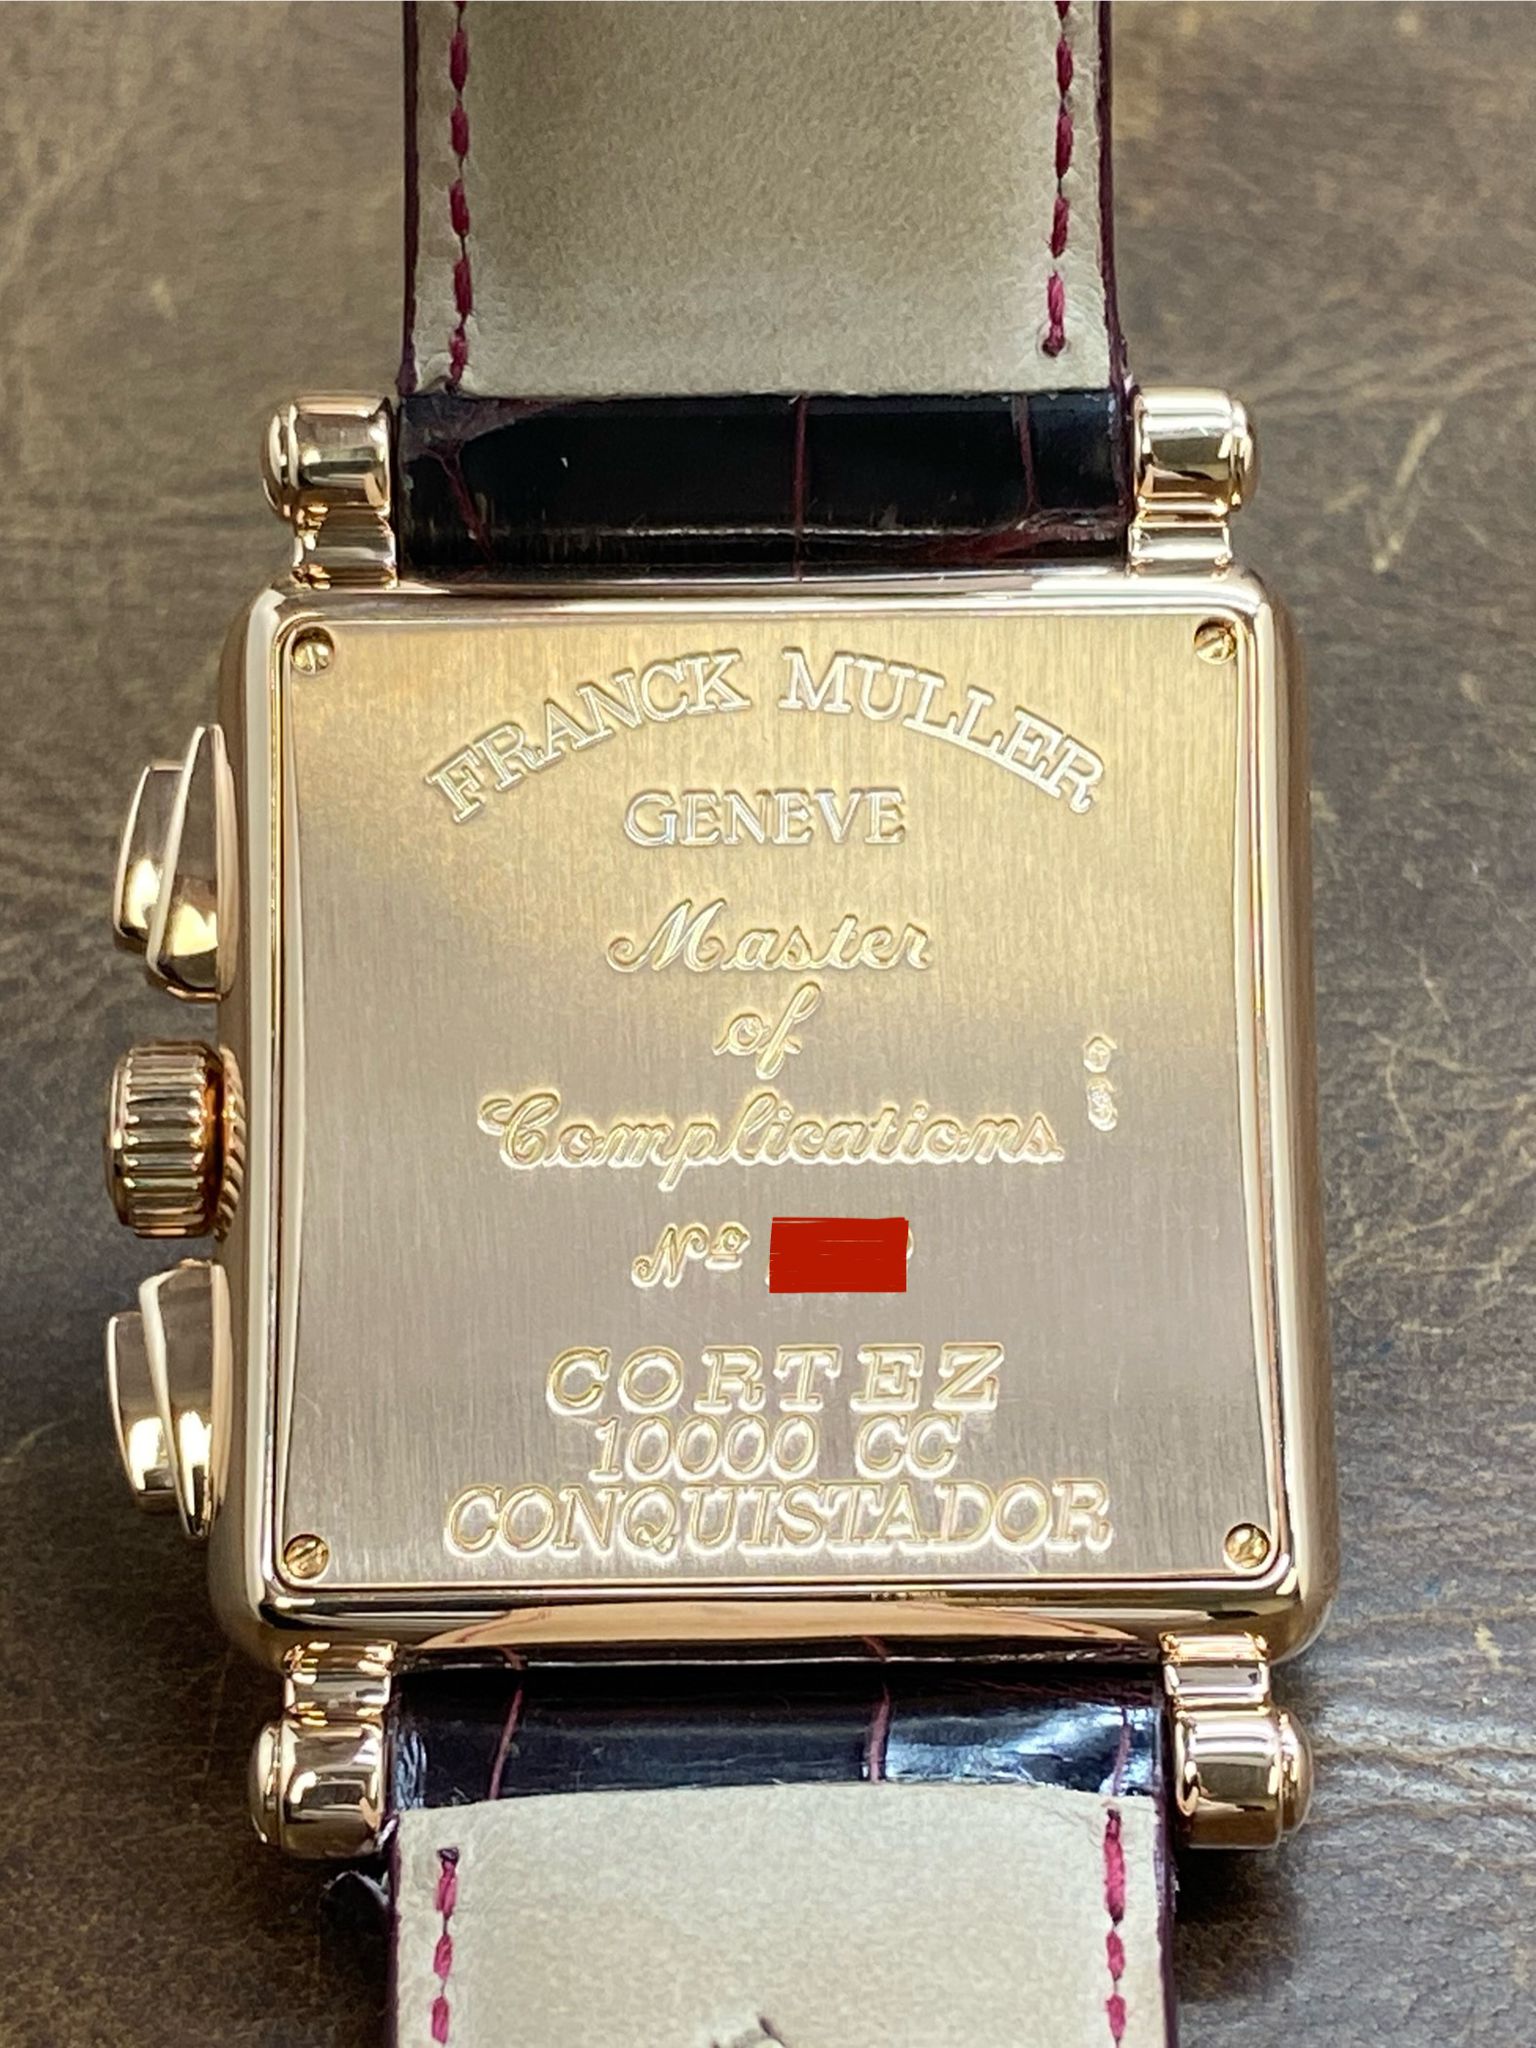 FRANCK MULLER
GENEVE
Master
of
Complications
Nº
CORTEZ
10000 CC
CONQUISTADOR